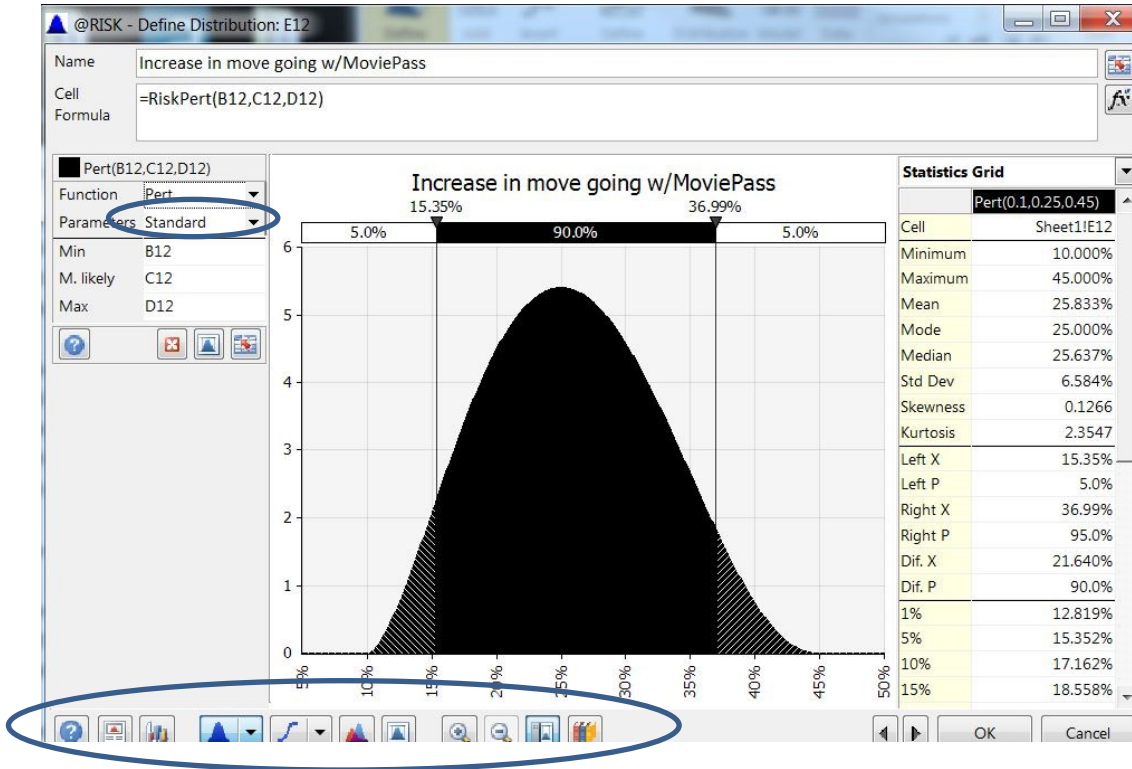 @RISK - Define Distribution: E12
Name
Increase in move going w/MoviePass
Cell Formula
=RiskPert(B12,C12,D12)
Pert(B12,C12,D12)
Function Pert
Parameters Standard
Min B12
M. likely C12
Max D12
Increase in move going w/MoviePass
15.35% 36.99%
5.0% 90.0% 5.0%
6
5
4
3
2
1
0
5% 10% 15% 20% 25% 30% 35% 40% 45% 50%
Statistics Grid
Pert(0.1,0.25,0.45)
Cell Sheet1!E12
Minimum 10.000%
Maximum 45.000%
Mean 25.833%
Mode 25.000%
Median 25.637%
Std Dev 6.584%
Skewness 0.1266
Kurtosis 2.3547
Left X 15.35%
Left P 5.0%
Right X 36.99%
Right P 95.0%
Dif. X 21.640%
Dif. P 90.0%
1% 12.819%
5% 15.352%
10% 17.162%
15% 18.558%
OK Cancel